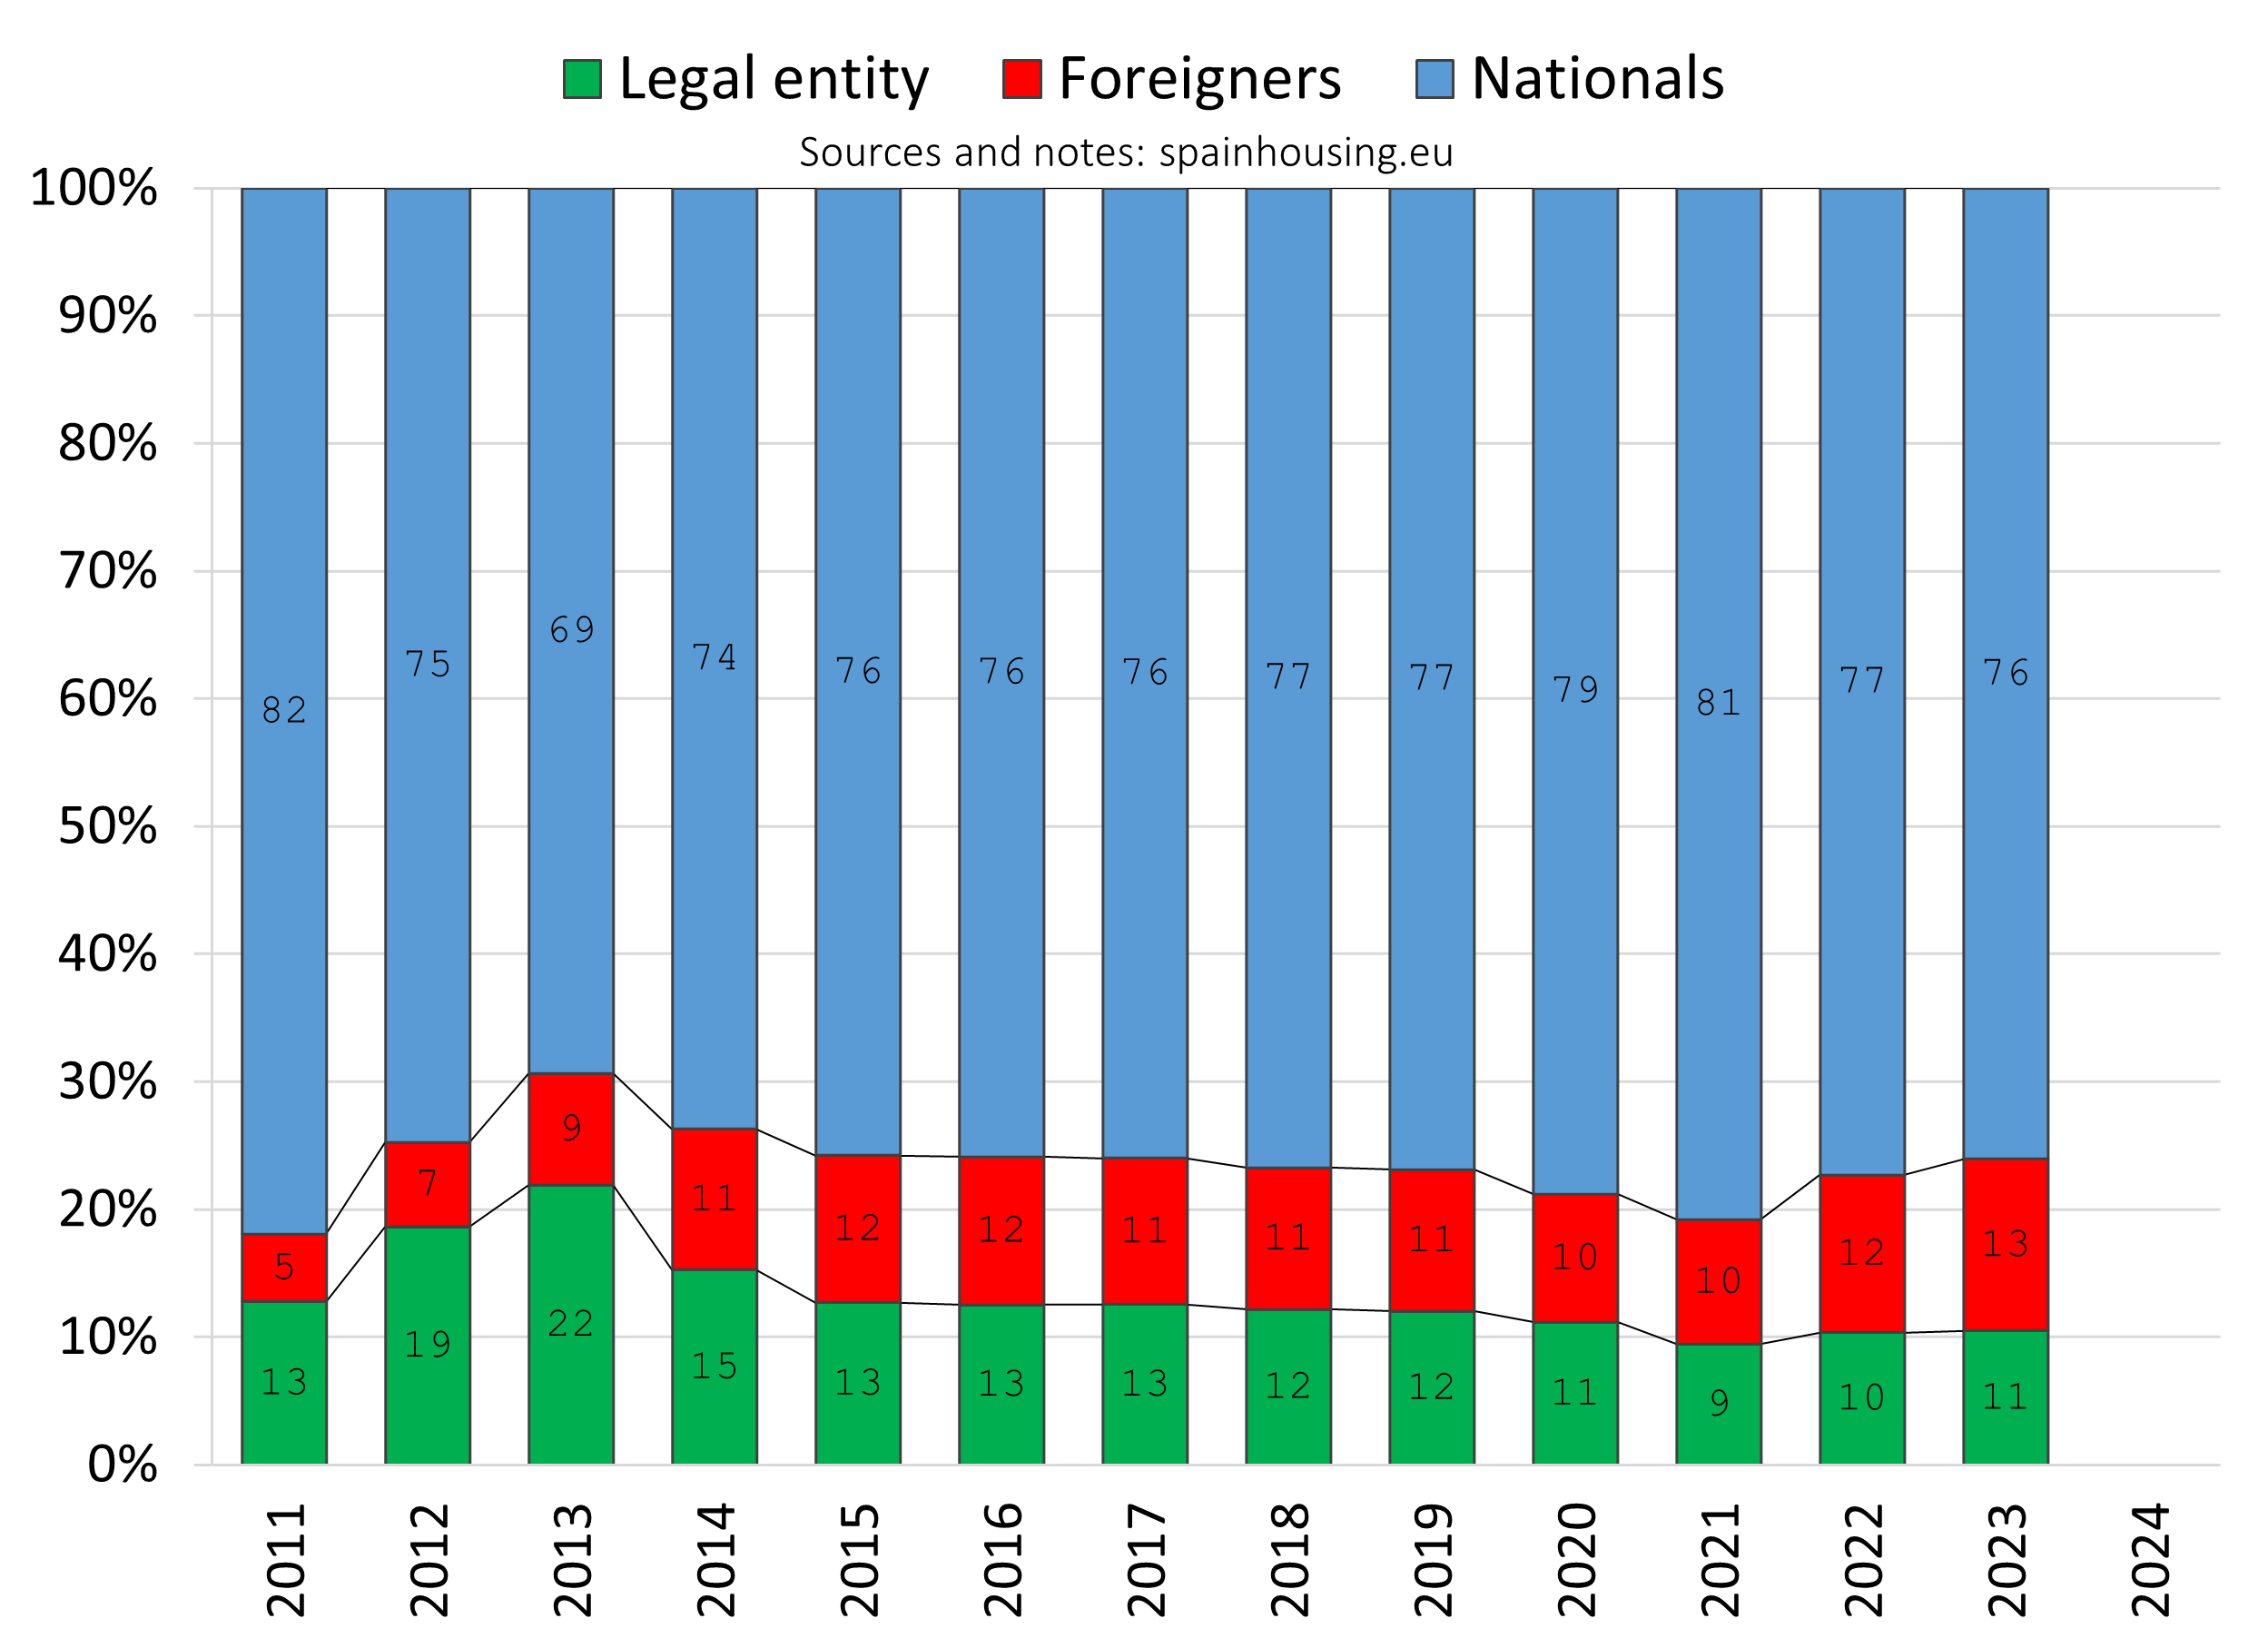 Legal entity Foreigners Nationals
Sources and notes: spainhousing.eu
100%
90%
80%
70%
60%
50%
40%
30%
20%
10%
0%
82 75 69 74 76 76 76 77 77 79 81 77 76
5 7 9 11 12 12 11 11 11 10 10 12 13
13 19 22 15 13 13 13 12 12 11 9 10 11
2011 2012 2013 2014 2015 2016 2017 2018 2019 2020 2021 2022 2023 2024